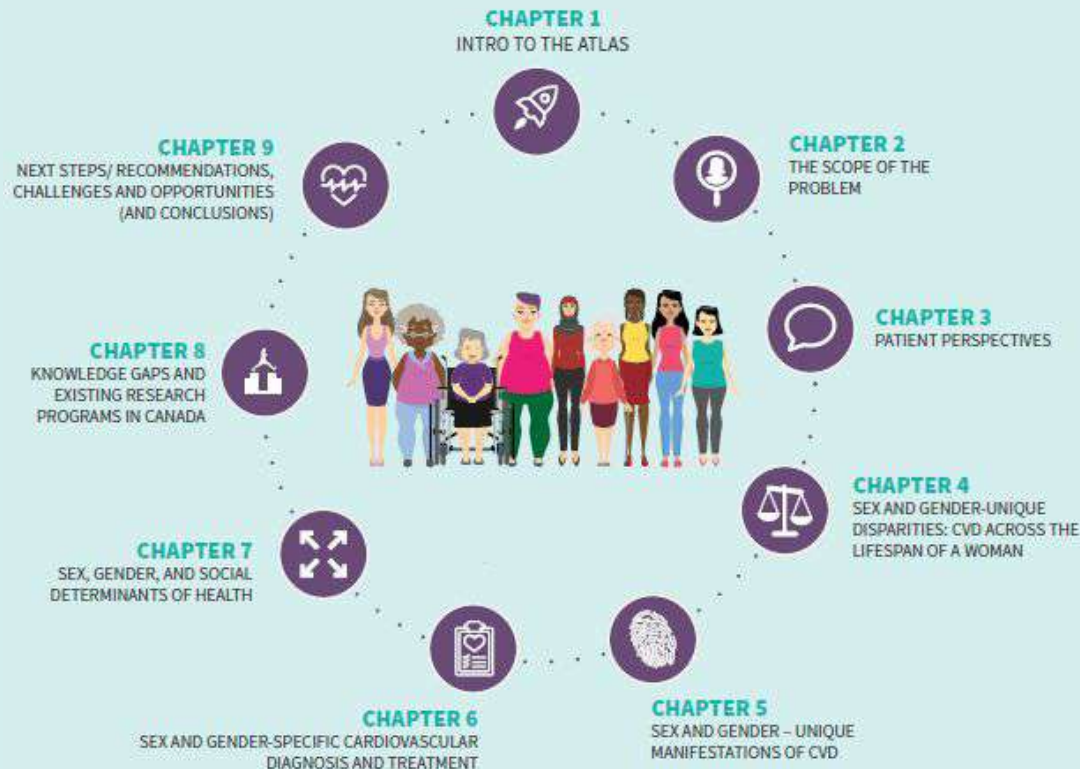 CHAPTER 1
INTRO TO THE ATLAS
CHAPTER 2
THE SCOPE OF THE
PROBLEM
CHAPTER 3
PATIENT PERSPECTIVES
CHAPTER 4
SEX AND GENDER-UNIQUE
DISPARITIES: CVD ACROSS THE
LIFESPAN OF A WOMAN
CHAPTER 5
SEX AND GENDER – UNIQUE
MANIFESTATIONS OF CVD
CHAPTER 6
SEX AND GENDER-SPECIFIC CARDIOVASCULAR
DIAGNOSIS AND TREATMENT
CHAPTER 7
SEX, GENDER, AND SOCIAL
DETERMINANTS OF HEALTH
CHAPTER 8
KNOWLEDGE GAPS AND
EXISTING RESEARCH
PROGRAMS IN CANADA
CHAPTER 9
NEXT STEPS/ RECOMMENDATIONS,
CHALLENGES AND OPPORTUNITIES
(AND CONCLUSIONS)